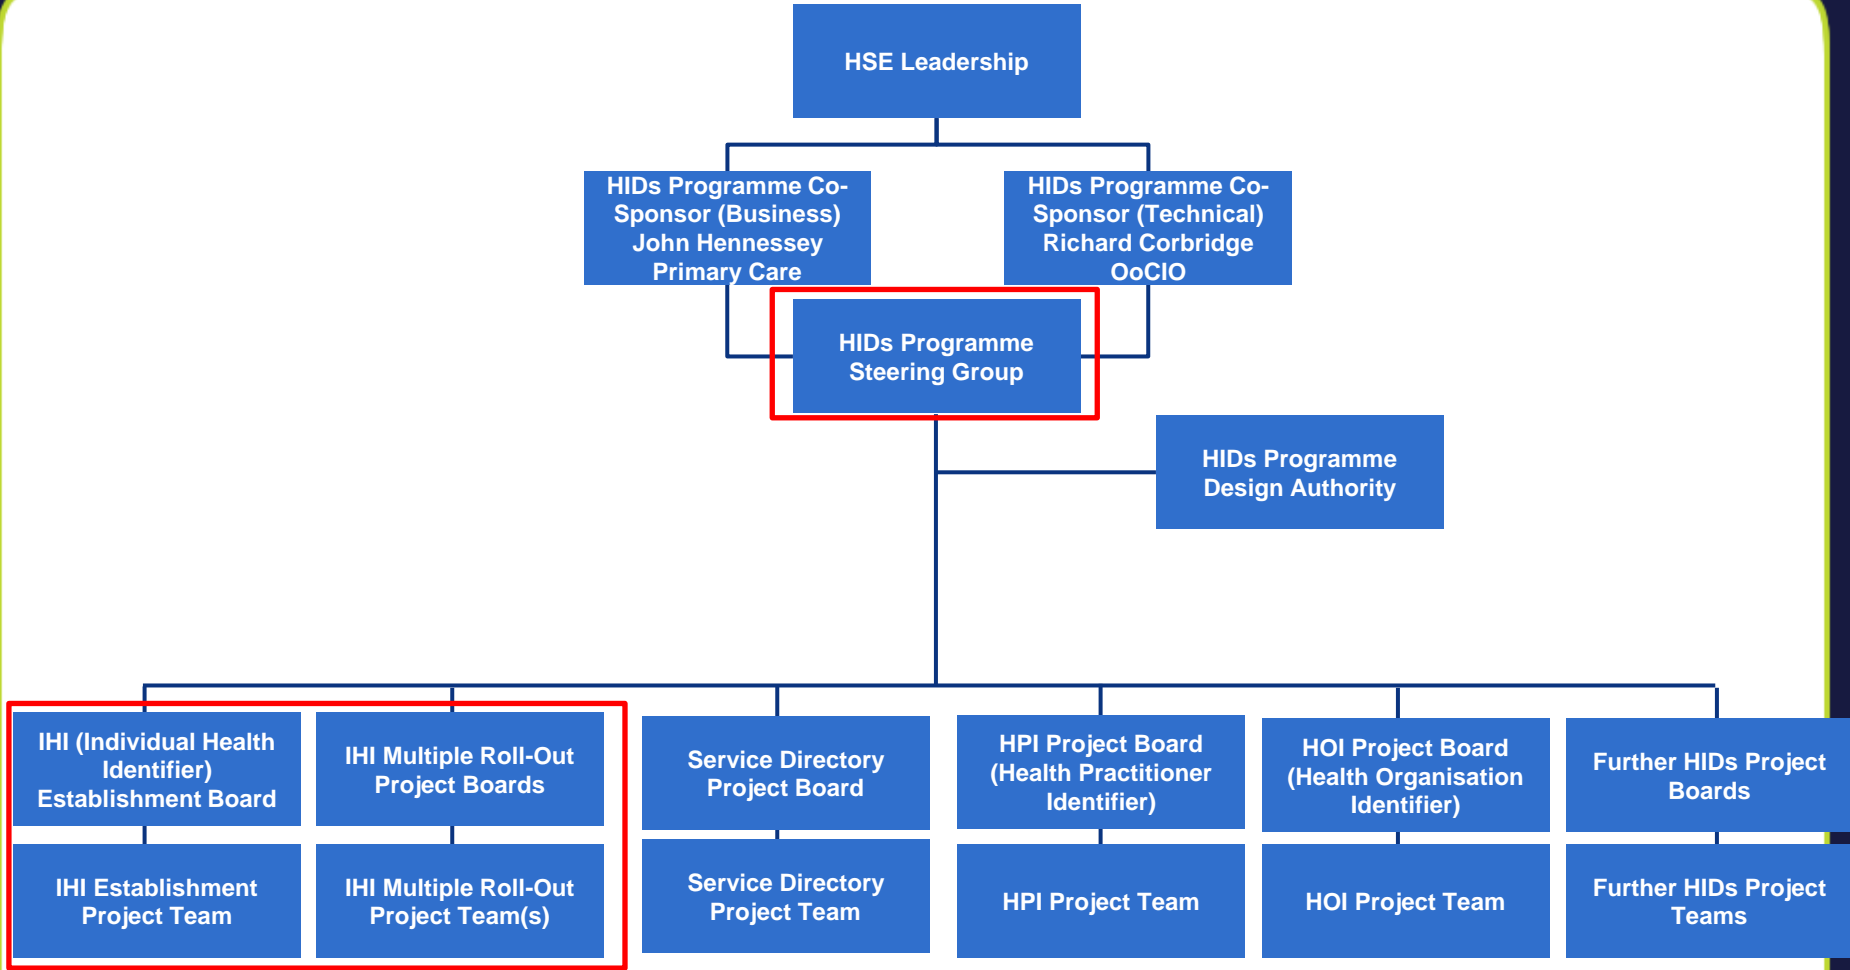 HSE Leadership
HIDs Programme Co-
Sponsor (Business)
John Hennessey
Primary Care
HIDs Programme Co-
Sponsor (Technical)
Richard Corbridge
OoCIO
HIDs Programme
Steering Group
HIDs Programme
Design Authority
IHI (Individual Health
Identifier)
Establishment Board
IHI Multiple Roll-Out
Project Boards
Service Directory
Project Board
HPI Project Board
(Health Practitioner
Identifier)
HOI Project Board
(Health Organisation
Identifier)
Further HIDs Project
Boards
IHI Establishment
Project Team
IHI Multiple Roll-Out
Project Team(s)
Service Directory
Project Team
HPI Project Team
HOI Project Team
Further HIDs Project
Teams